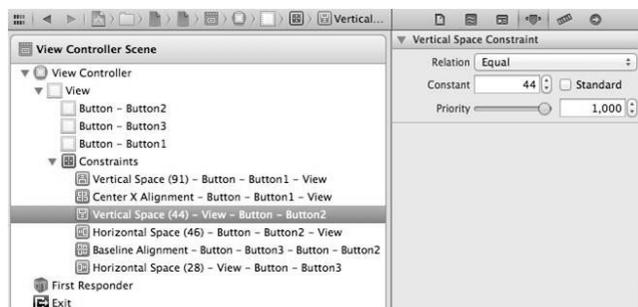 Vertical...
View Controller Scene
View Controller
View
Button - Button2
Button - Button3
Button - Button1
Constraints
Vertical Space (91) - Button - Button1 - View
Center X Alignment - Button - Button1 - View
Vertical Space (44) - View - Button - Button2
Horizontal Space (46) - Button - Button2 - View
Baseline Alignment - Button - Button3 - Button - Button2
Horizontal Space (28) - View - Button - Button3
First Responder
Exit
Vertical Space Constraint
Relation Equal
Constant 44 Standard
Priority 1,000